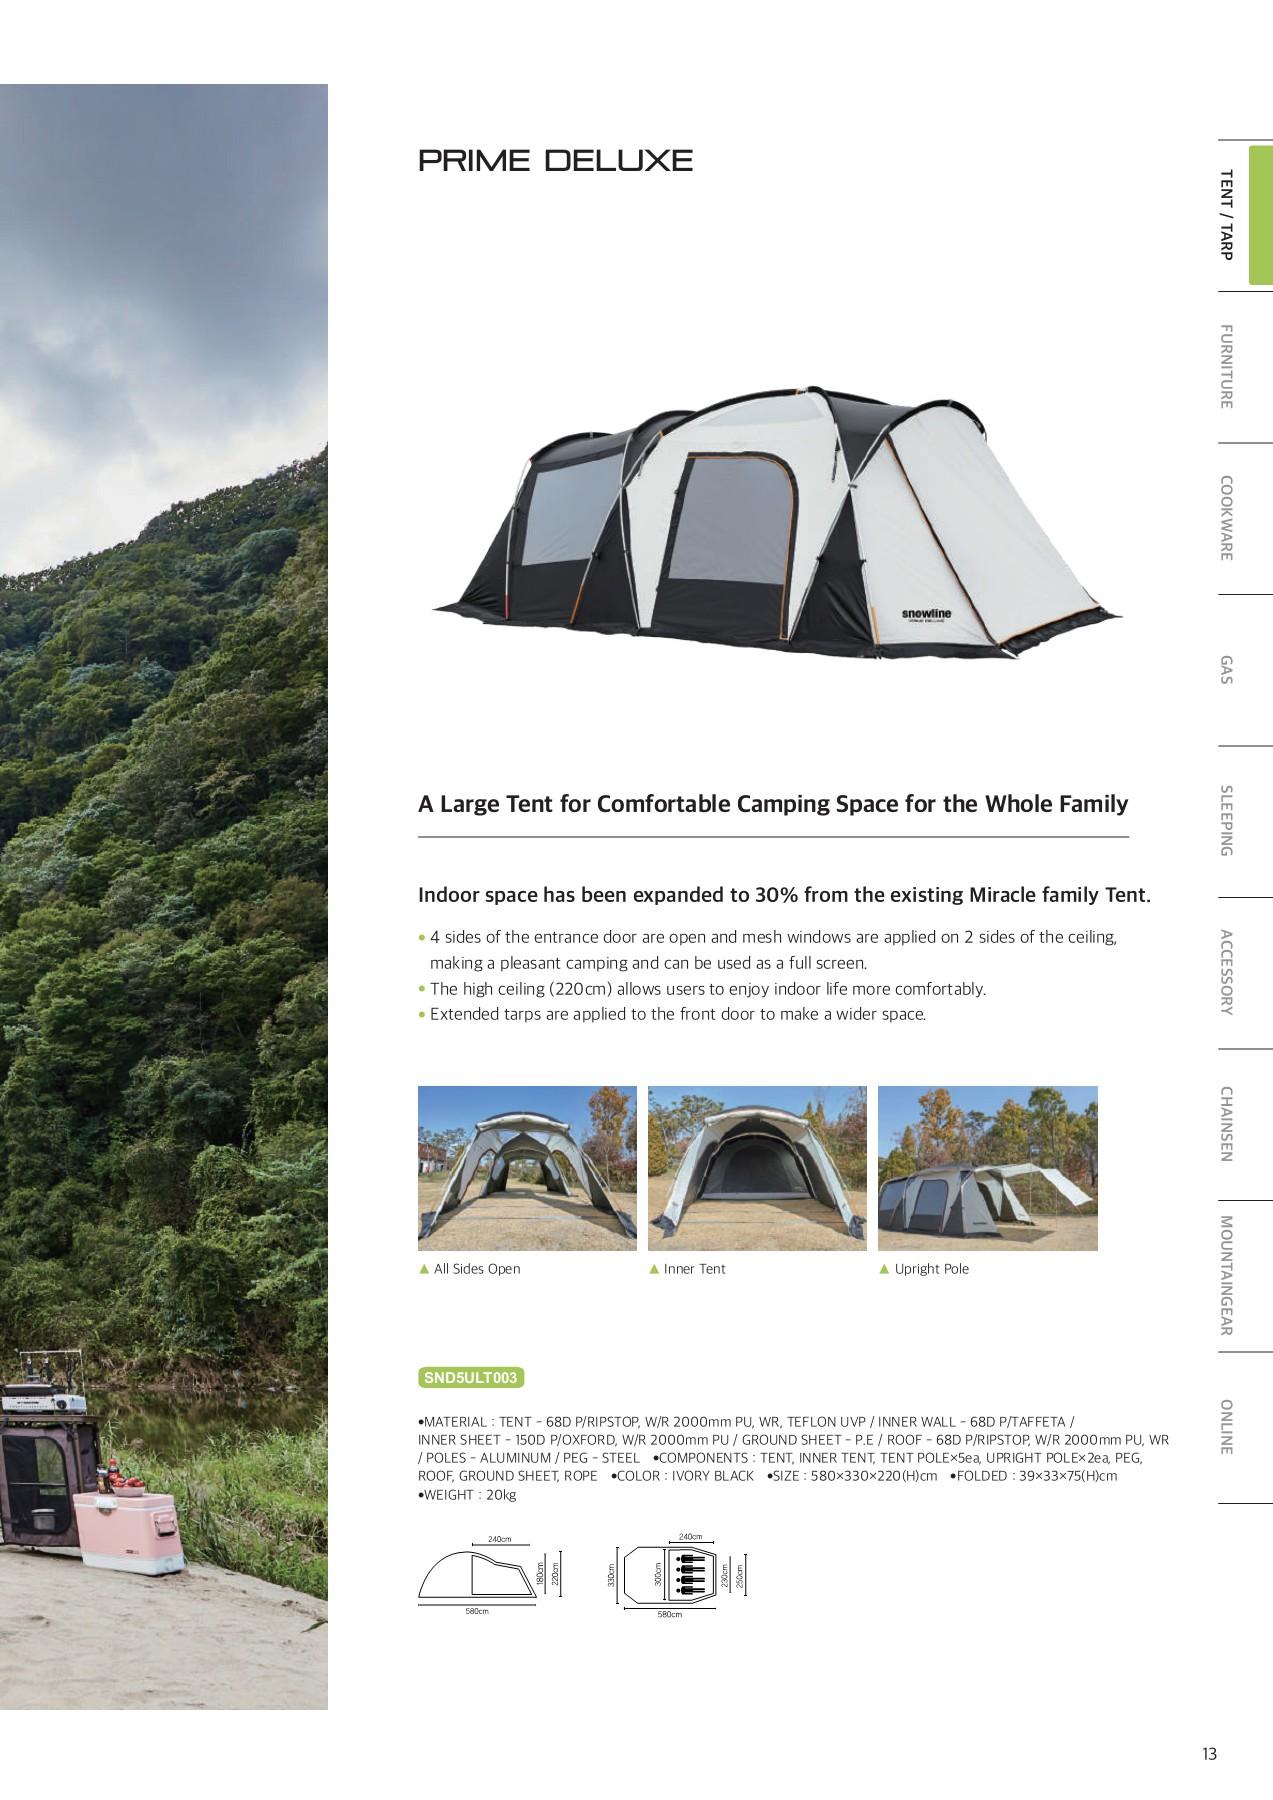 PRIME DELUXE
snowline
PRIME DELUXE
A Large Tent for Comfortable Camping Space for the Whole Family
Indoor space has been expanded to 30% from the existing Miracle family Tent.
• 4 sides of the entrance door are open and mesh windows are applied on 2 sides of the ceiling,
making a pleasant camping and can be used as a full screen.
• The high ceiling (220cm) allows users to enjoy indoor life more comfortably.
• Extended tarps are applied to the front door to make a wider space.
▲ All Sides Open
▲ Inner Tent
▲ Upright Pole
SND5ULT003
•MATERIAL : TENT – 68D P/RIPSTOP, W/R 2000mm PU, WR, TEFLON UVP / INNER WALL – 68D P/TAFFETA /
INNER SHEET – 150D P/OXFORD, W/R 2000mm PU / GROUND SHEET – P.E / ROOF – 68D P/RIPSTOP, W/R 2000mm PU, WR
/ POLES – ALUMINUM / PEG – STEEL •COMPONENTS : TENT, INNER TENT, TENT POLE×5ea, UPRIGHT POLE×2ea, PEG,
ROOF, GROUND SHEET, ROPE •COLOR : IVORY BLACK •SIZE : 580×330×220(H)cm •FOLDED : 39×33×75(H)cm
•WEIGHT : 20kg
240cm
180cm
220cm
580cm
240cm
330cm
300cm
230cm
250cm
580cm
TENT / TARP
FURNITURE
COOKWARE
GAS
SLEEPING
ACCESSORY
CHAINSEN
MOUNTAINGEAR
ONLINE
13